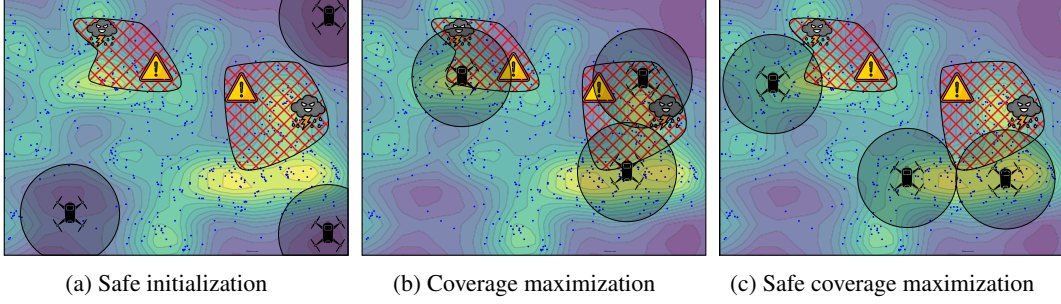 (a) Safe initialization
(b) Coverage maximization
(c) Safe coverage maximization